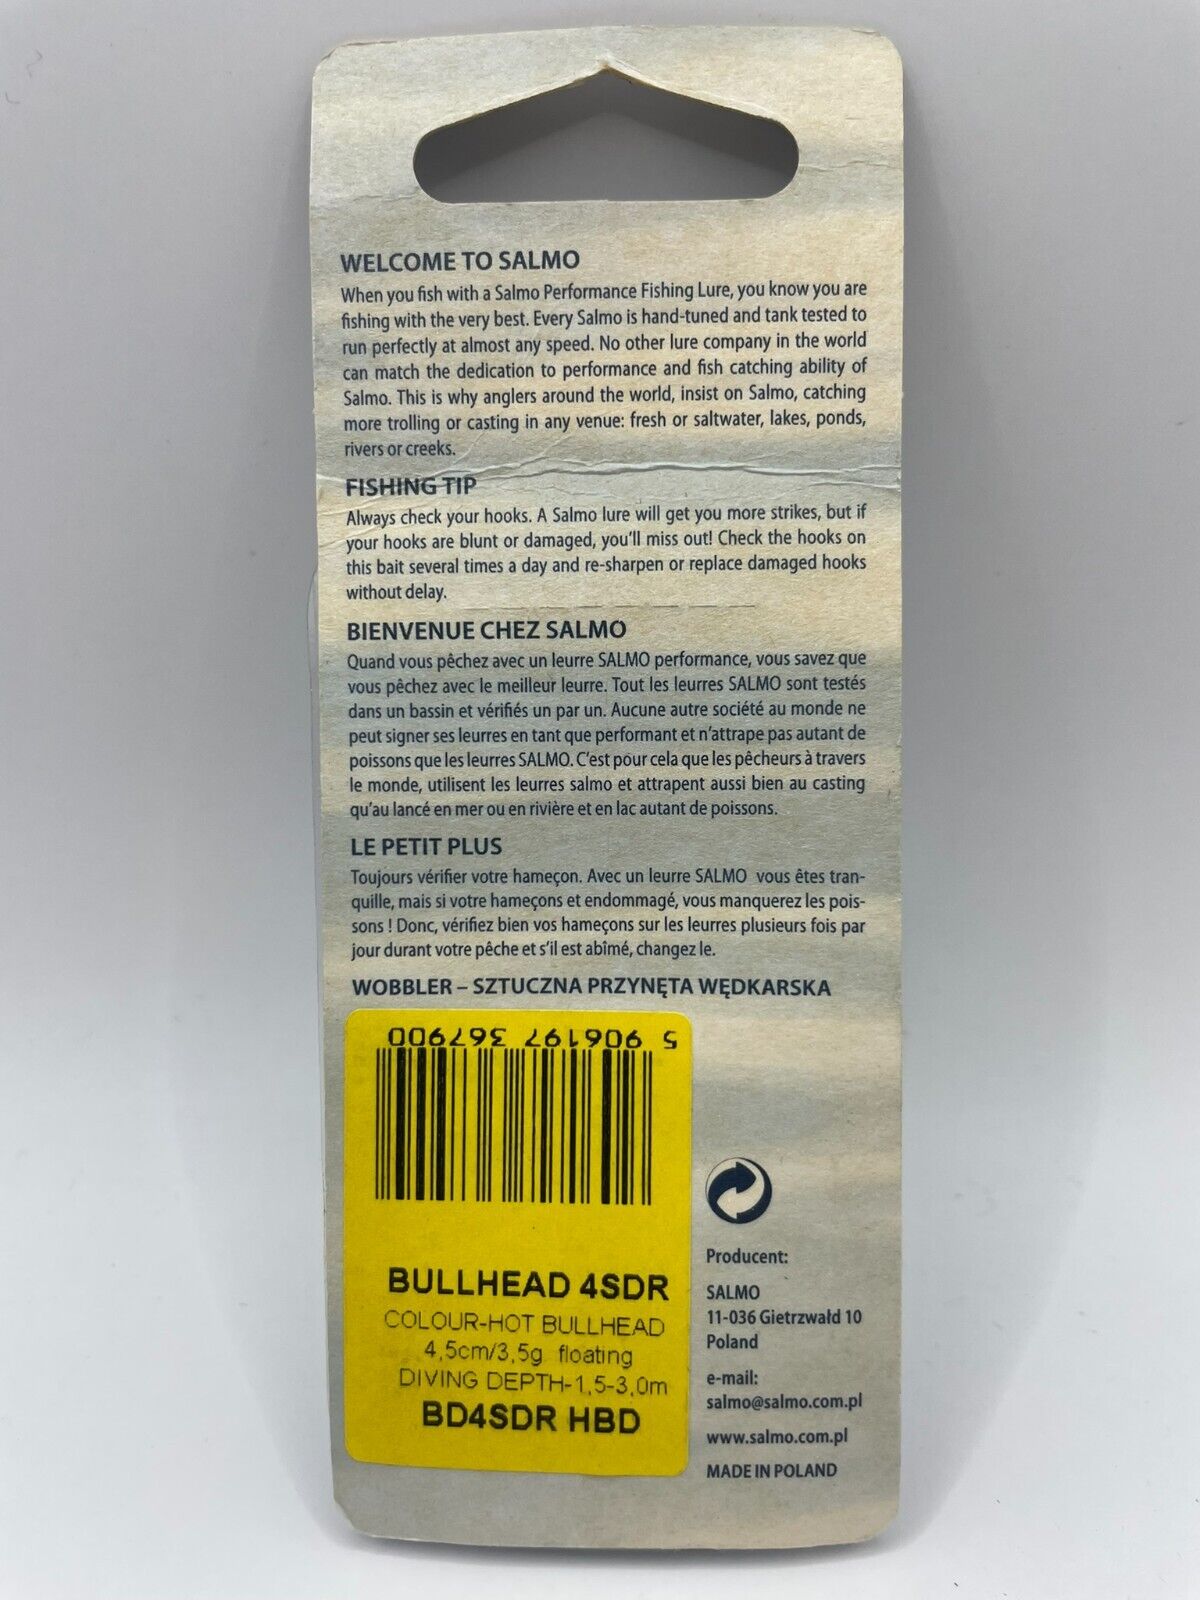 WELCOME TO SALMO
When you fish with a Salmo Performance Fishing Lure, you know you are
fishing with the very best. Every Salmo is hand-tuned and tank tested to
run perfectly at almost any speed. No other lure company in the world
can match the dedication to performance and fish catching ability of
Salmo. This is why anglers around the world, insist on Salmo, catching
more trolling or casting in any venue: fresh or saltwater, lakes, ponds,
rivers or creeks.
FISHING TIP
Always check your hooks. A Salmo lure will get you more strikes, but if
your hooks are blunt or damaged, you'll miss out! Check the hooks on
this bait several times a day and re-sharpen or replace damaged hooks
without delay.
BIENVENUE CHEZ SALMO
Quand vous pêchez avec un leurre SALMO performance, vous savez que
vous pêchez avec le meilleur leurre. Tout les leurres SALMO sont testés
dans un bassin et vérifiés un par un. Aucune autre société au monde ne
peut signer ses leurres en tant que performant et n'attrape pas autant de
poissons que les leurres SALMO. C'est pour cela que les pêcheurs à travers
le monde, utilisent les leurres salmo et attrapent aussi bien au casting
qu'au lancé en mer ou en rivière et en lac autant de poissons.
LE PETIT PLUS
Toujours vérifier votre hameçon. Avec un leurre SALMO vous êtes tran-
quille, mais si votre hameçons et endommagé, vous manquerez les pois-
sons ! Donc, vérifiez bien vos hameçons sur les leurres plusieurs fois par
jour durant votre pêche et s'il est abîmé, changez le.
WOBBLER – SZTUCZNA PRZYNĘTA WĘDKARSKA
5 906197 367900
BULLHEAD 4SDR
COLOUR-HOT BULLHEAD
4,5cm/3,5g floating
DIVING DEPTH-1,5-3,0m
BD4SDR HBD
Producent:
SALMO
11-036 Gietrzwałd 10
Poland
e-mail:
salmo@salmo.com.pl
www.salmo.com.pl
MADE IN POLAND